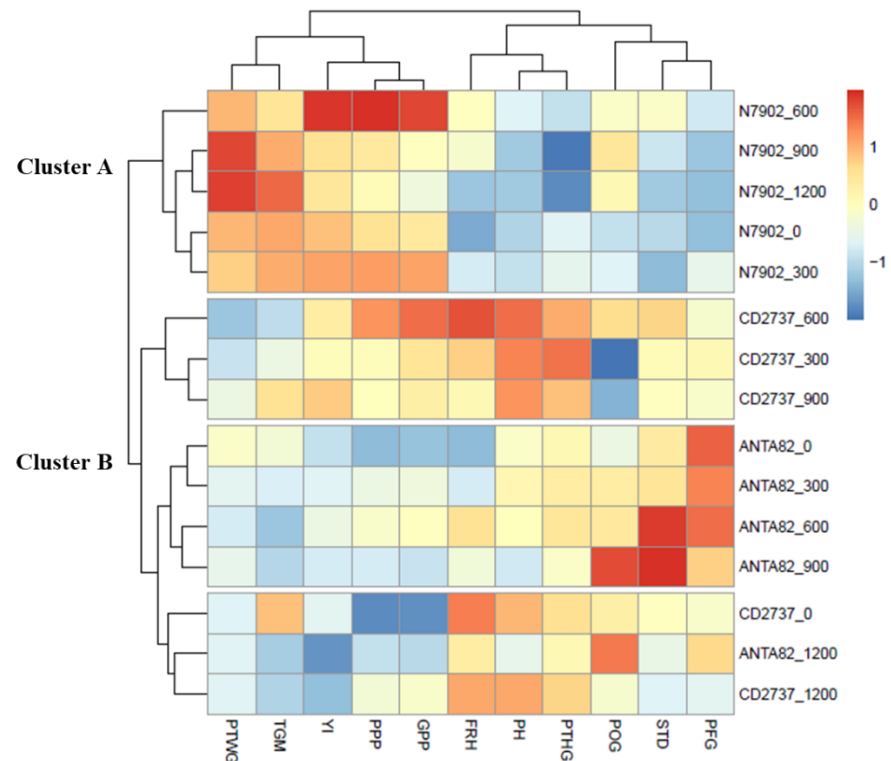 N7902_600
1
Cluster A
N7902_900
N7902_1200
0
N7902_0
−1
N7902_300
CD2737_600
CD2737_300
CD2737_900
ANTA82_0
Cluster B
ANTA82_300
ANTA82_600
ANTA82_900
CD2737_0
ANTA82_1200
CD2737_1200
PTWG TGM YI PPP GPP FRH PH PTHG POG STD PFG